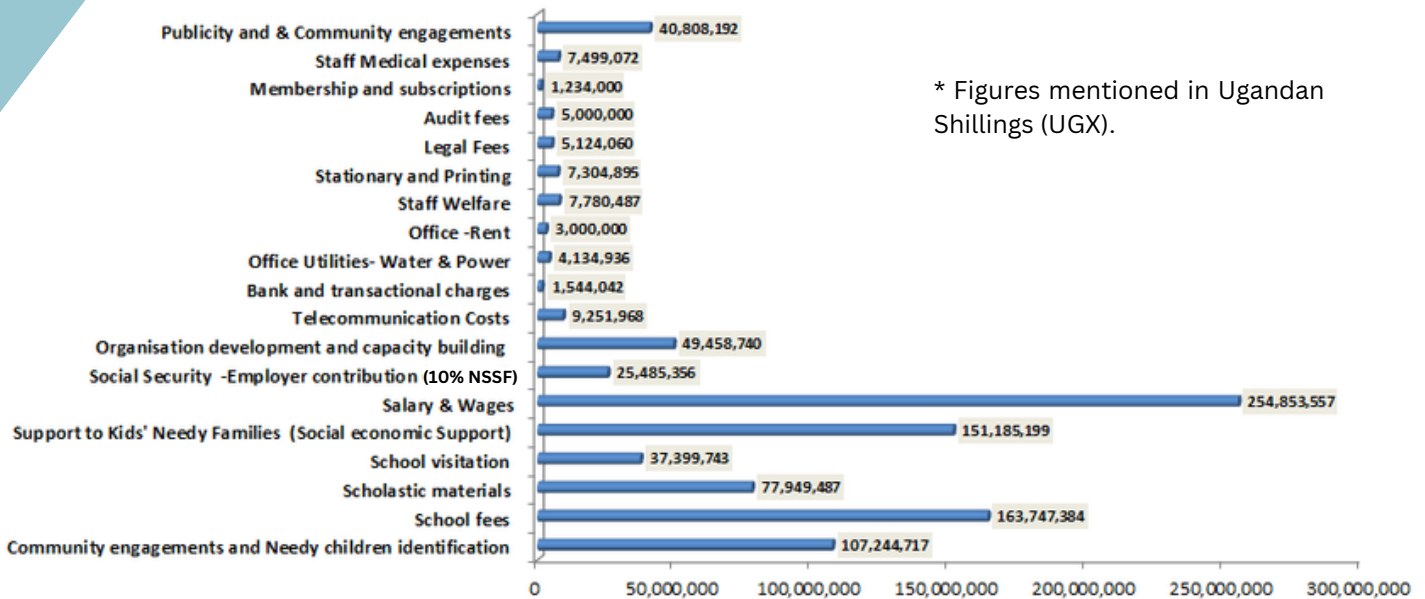 Publicity and & Community engagements 40,808,192
Staff Medical expenses 7,499,072
Membership and subscriptions 1,234,000
Audit fees 5,000,000
Legal Fees 5,124,060
Stationary and Printing 7,304,895
Staff Welfare 7,780,487
Office -Rent 3,000,000
Office Utilities- Water & Power 4,134,936
Bank and transactional charges 1,544,042
Telecommunication Costs 9,251,968
Organisation development and capacity building 49,458,740
Social Security -Employer contribution (10% NSSF) 25,485,356
Salary & Wages 254,853,557
Support to Kids' Needy Families (Social economic Support) 151,185,199
School visitation 37,399,743
Scholastic materials 77,949,487
School fees 163,747,384
Community engagements and Needy children identification 107,244,717
0 50,000,000 100,000,000 150,000,000 200,000,000 250,000,000 300,000,000
* Figures mentioned in Ugandan
Shillings (UGX).